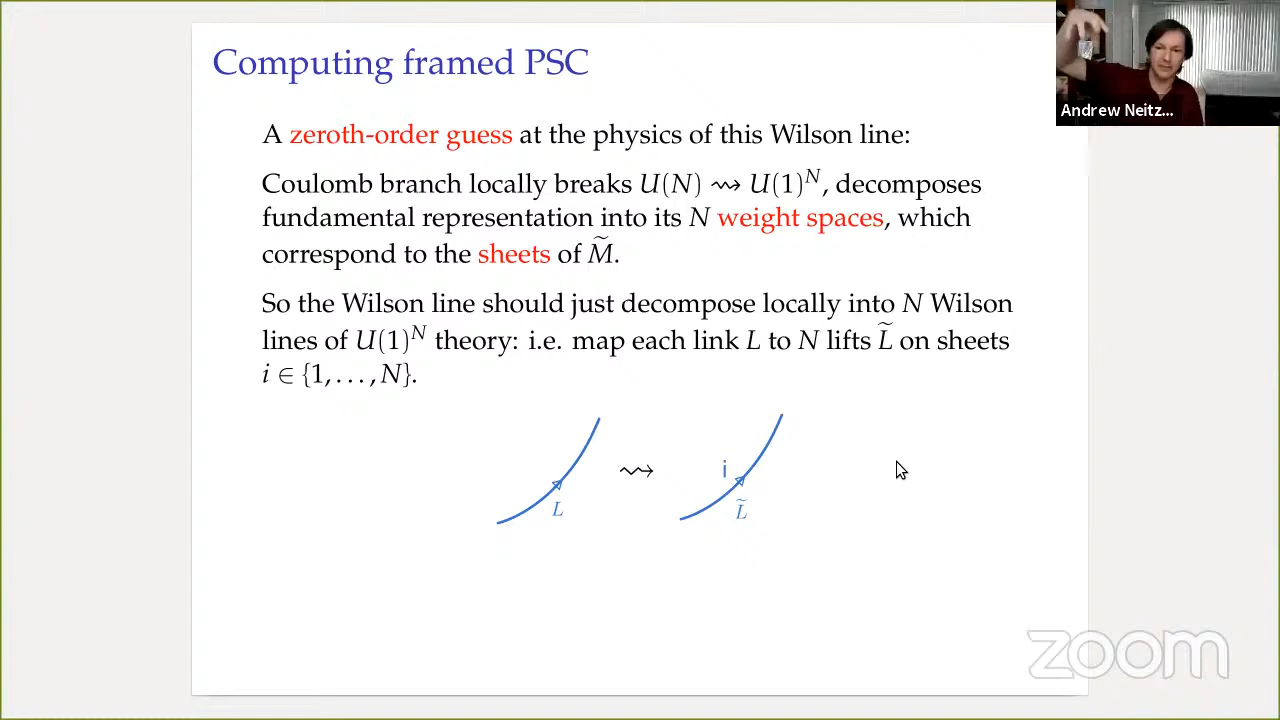 Computing framed PSC
A zeroth-order guess at the physics of this Wilson line:
Coulomb branch locally breaks U(N) ⇝ U(1)^N, decomposes
fundamental representation into its N weight spaces, which
correspond to the sheets of M̃.
So the Wilson line should just decompose locally into N Wilson
lines of U(1)^N theory: i.e. map each link L to N lifts L̃ on sheets
i ∈ {1, . . . , N}.
L
⇝
i
L̃
Andrew Neitz...
zoom